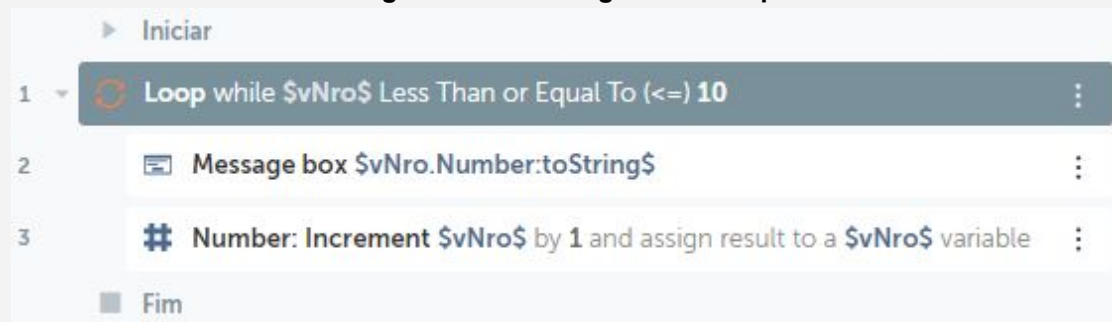 Iniciar
1 Loop while $vNro$ Less Than or Equal To (<=) 10
2 Message box $vNro.Number:toString$
3 Number: Increment $vNro$ by 1 and assign result to a $vNro$ variable
Fim